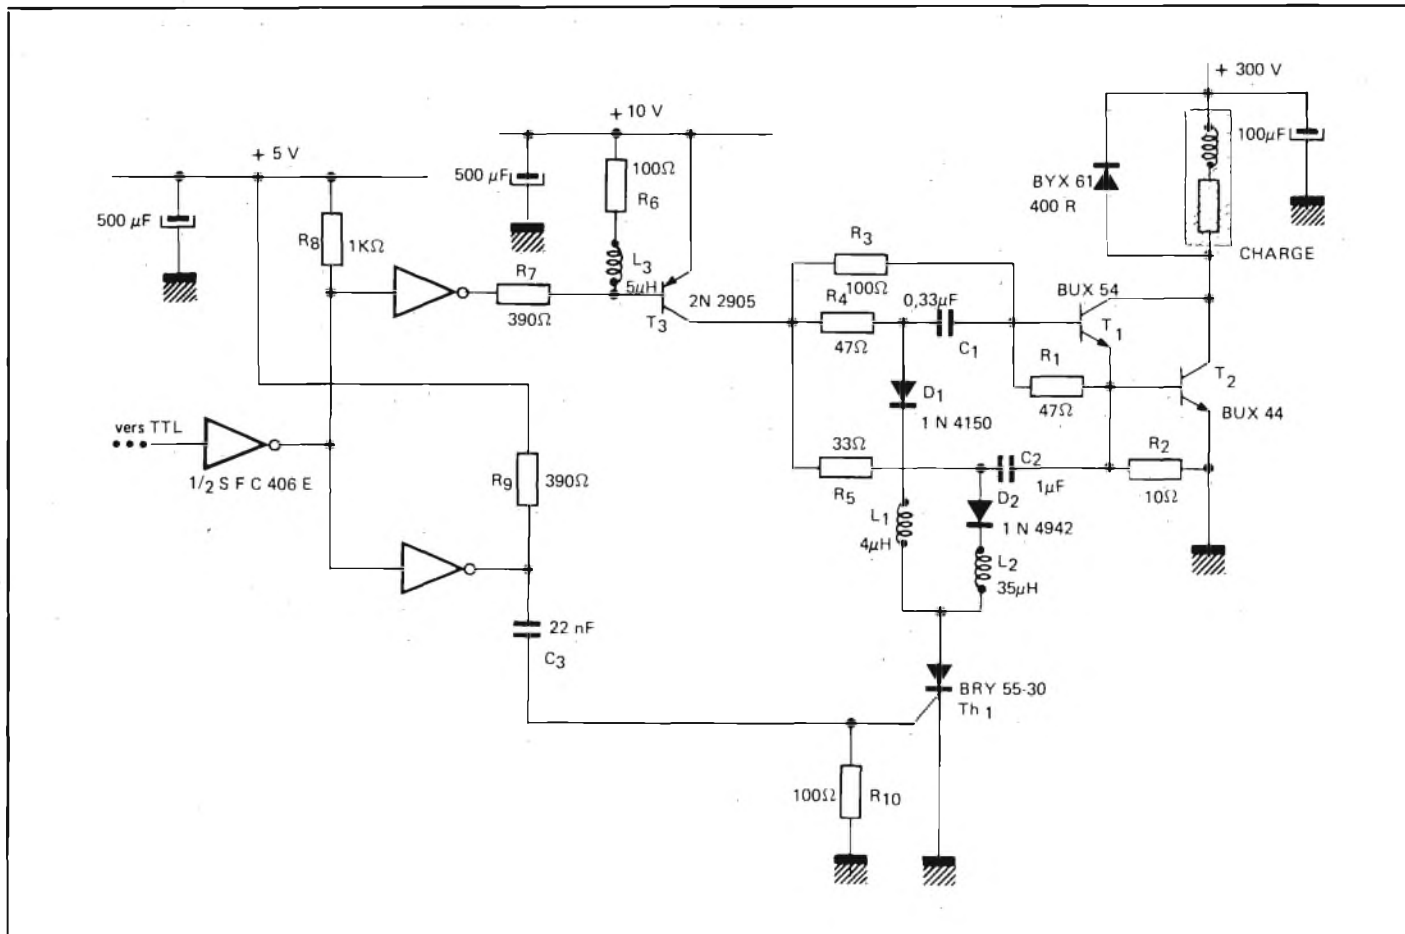 + 300 V
+ 10 V
100µF
+ 5 V
100Ω
R6
500 µF
BYX 61
400 R
500 µF
R8
1KΩ
L3
5µH
R3
100Ω
CHARGE
R7
390Ω
2N 2905
T3
R4
47Ω
0,33µF
C1
BUX 54
T1
R1
47Ω
T2
BUX 44
D1
1 N 4150
vers TTL
1/2 S F C 406 E
R9
390Ω
33Ω
R5
C2
1µF
R2
10Ω
D2
1 N 4942
L1
4µH
L2
35µH
22 nF
C3
BRY 55-30
Th1
100Ω
R10